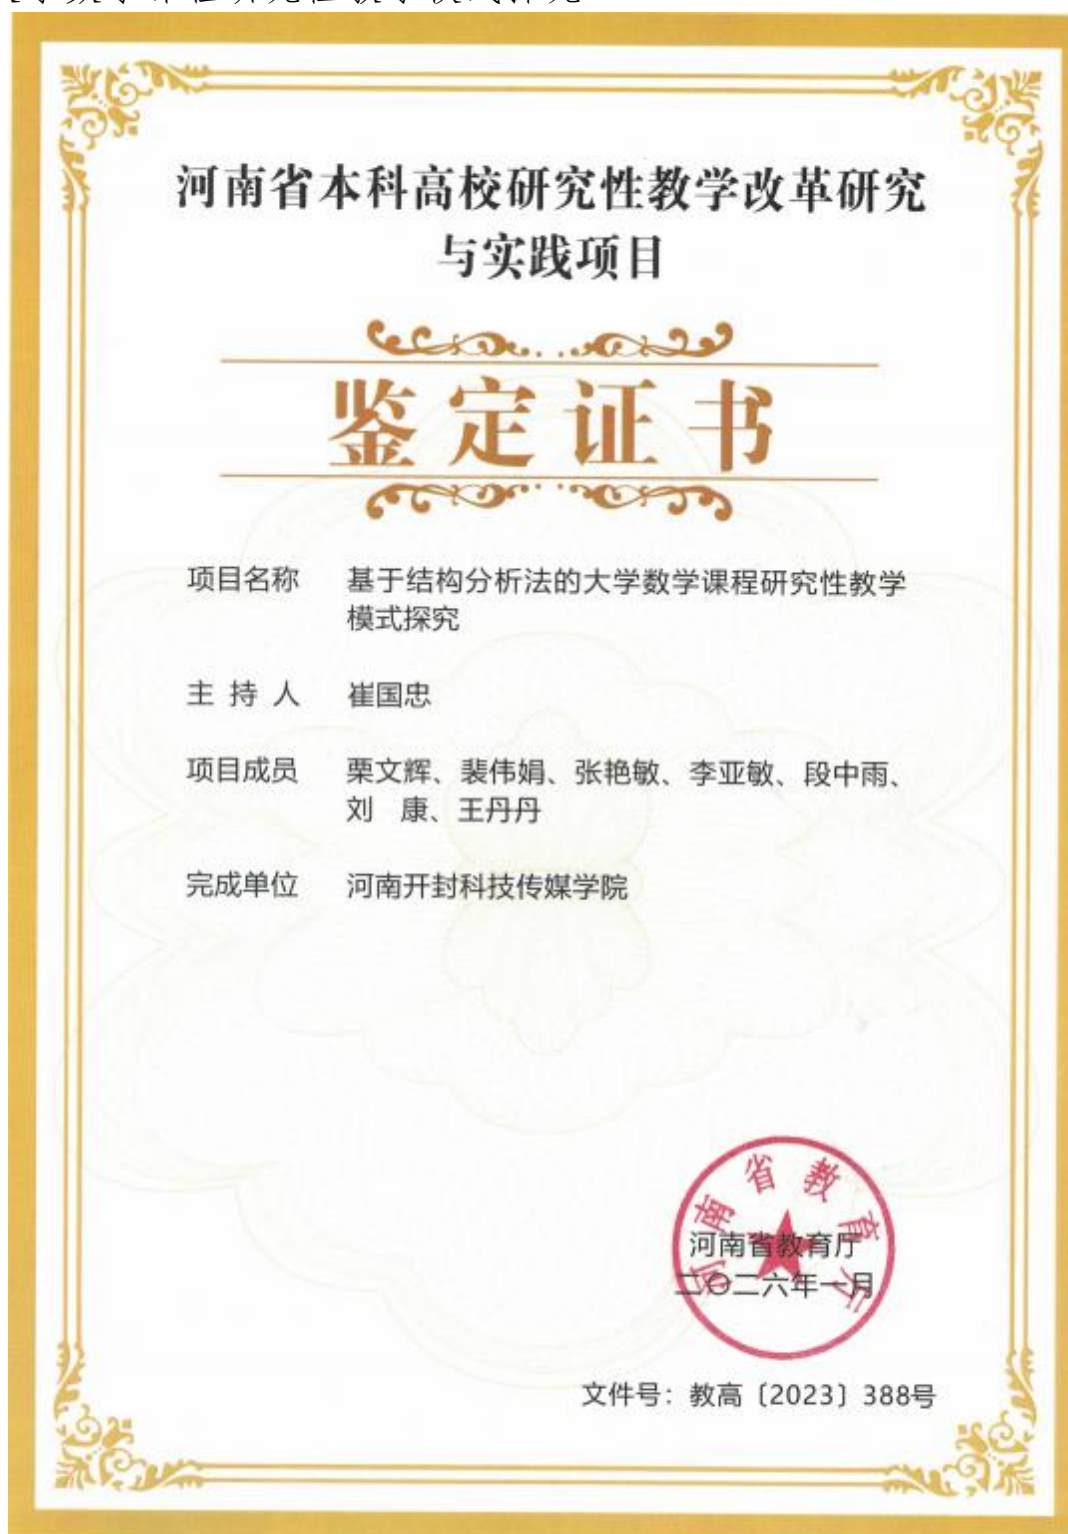 河南省本科高校研究性教学改革研究
与实践项目
鉴定证书
项目名称 基于结构分析法的大学数学课程研究性教学
模式探究
主持人 崔国忠
项目成员 栗文辉、裴伟娟、张艳敏、李亚敏、段中雨、
刘 康、王丹丹
完成单位 河南开封科技传媒学院
河南省教育厅
河南省教育厅
二〇二六年一月
文件号：教高〔2023〕388号